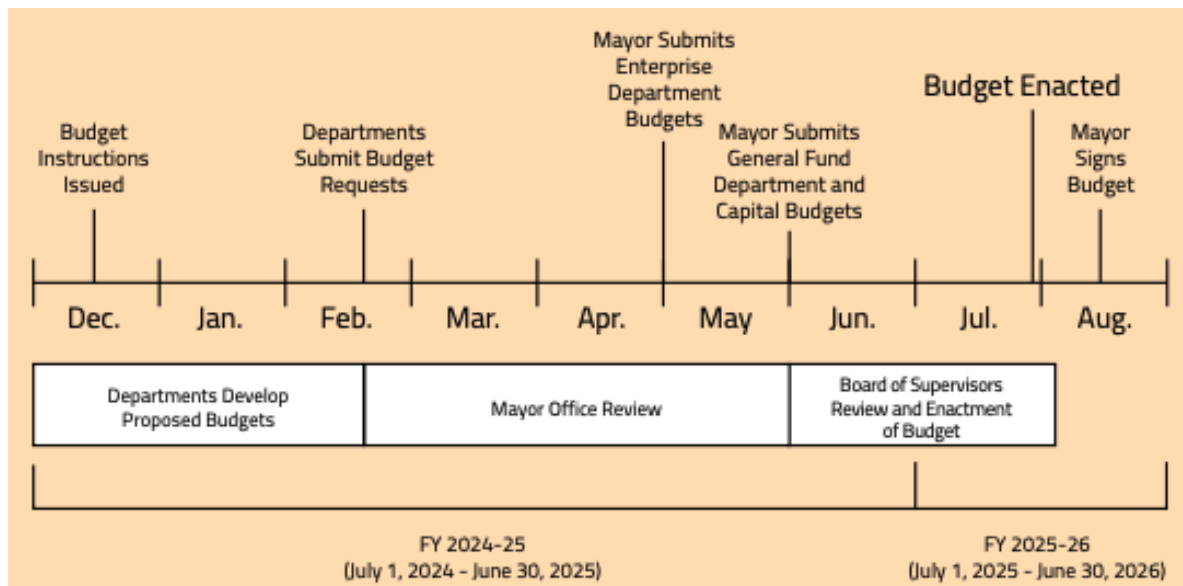 Mayor Submits
Enterprise
Department
Budgets
Budget Enacted
Budget
Instructions
Issued
Departments
Submit Budget
Requests
Mayor Submits
General Fund
Department and
Capital Budgets
Mayor
Signs
Budget
Dec.
Jan.
Feb.
Mar.
Apr.
May
Jun.
Jul.
Aug.
Departments Develop
Proposed Budgets
Mayor Office Review
Board of Supervisors
Review and Enactment
of Budget
FY 2024-25
(July 1, 2024 - June 30, 2025)
FY 2025-26
(July 1, 2025 - June 30, 2026)